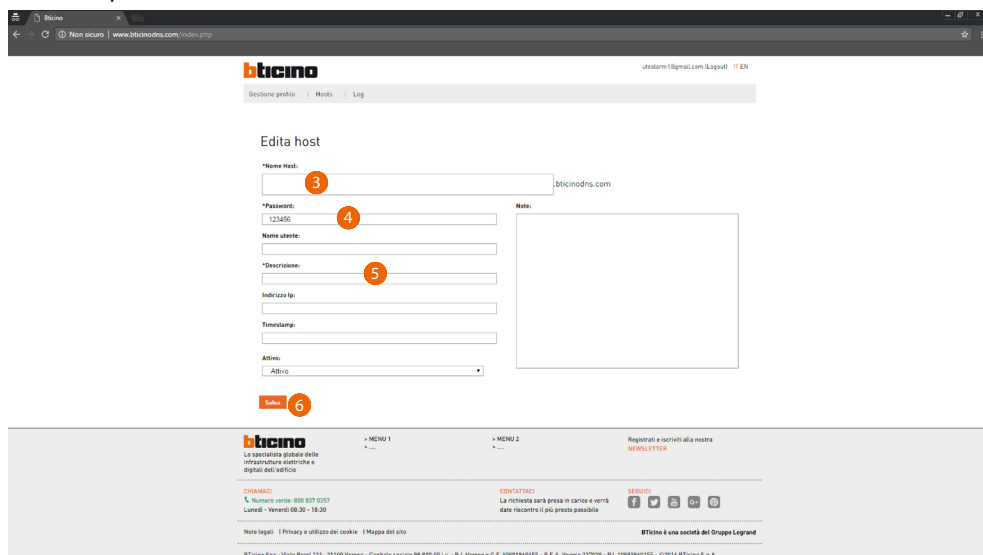 Bticino
Non sicuro | www.bticinodns.com/index.php
bticino
utealarm1@gmail.com (Logout) IT EN
Gestione profilo | Hosts | Log
Edita host
*Nome Host:
3
.bticinodns.com
*Password:
Note:
123456
4
Nome utente:
*Descrizione:
5
Indirizzo Ip:
Timestamp:
Attivo:
Attivo
Salva
6
bticino
> MENU 1
> MENU 2
Registrati e iscriviti alla nostra
> ....
> ....
NEWSLETTER
Lo specialista globale delle
infrastrutture elettriche e
digitali dell'edificio
CHIAMACI
CONTATTACI
SEGUICI
Numero verde: 800 837 035?
La richiesta sarà presa in carico e verrà
Lunedì - Venerdì 08:30 - 18:30
dato riscontro il più presto possibile
Note legali | Privacy e utilizzo dei cookie | Mappa del sito
BTicino è una società del Gruppo Legrand